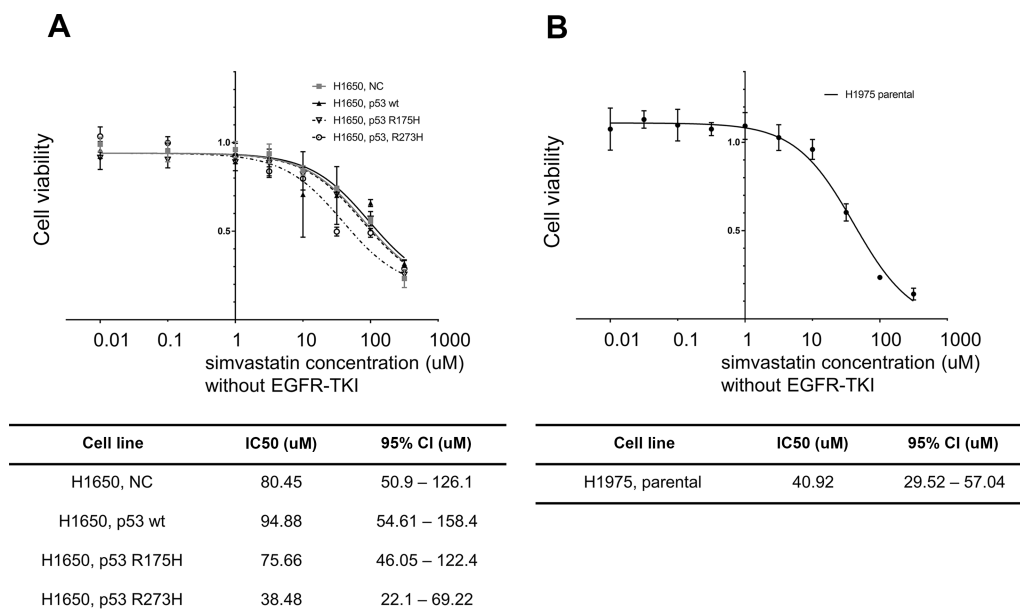 A
H1650, NC
H1650, p53 wt
H1650, p53 R175H
H1650, p53, R273H
Cell viability
1.0
0.5
0.01 0.1 1 10 100 1000
simvastatin concentration (uM)
without EGFR-TKI
Cell line IC50 (uM) 95% CI (uM)
H1650, NC 80.45 50.9 – 126.1
H1650, p53 wt 94.88 54.61 – 158.4
H1650, p53 R175H 75.66 46.05 – 122.4
H1650, p53 R273H 38.48 22.1 – 69.22
B
H1975 parental
Cell viability
1.0
0.5
0.01 0.1 1 10 100 1000
simvastatin concentration (uM)
without EGFR-TKI
Cell line IC50 (uM) 95% CI (uM)
H1975, parental 40.92 29.52 – 57.04